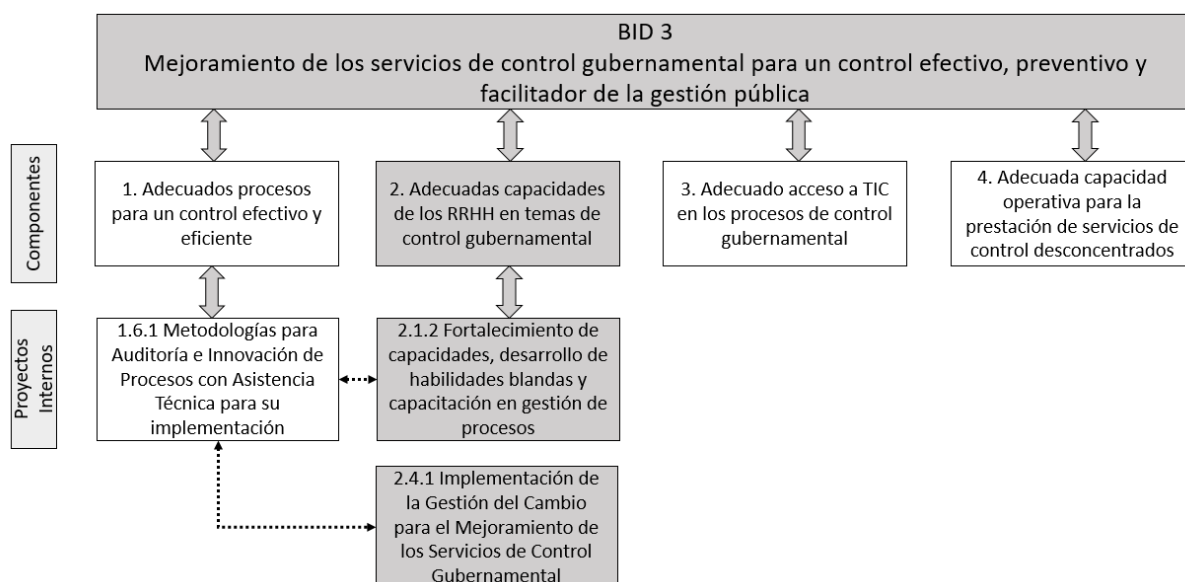 BID 3
Mejoramiento de los servicios de control gubernamental para un control efectivo, preventivo y
facilitador de la gestión pública
Componentes
1. Adecuados procesos
para un control efectivo y
eficiente
2. Adecuadas capacidades
de los RRHH en temas de
control gubernamental
3. Adecuado acceso a TIC
en los procesos de control
gubernamental
4. Adecuada capacidad
operativa para la
prestación de servicios de
control desconcentrados
Proyectos
Internos
1.6.1 Metodologías para
Auditoría e Innovación de
Procesos con Asistencia
Técnica para su
implementación
2.1.2 Fortalecimiento de
capacidades, desarrollo de
habilidades blandas y
capacitación en gestión de
procesos
2.4.1 Implementación de
la Gestión del Cambio
para el Mejoramiento de
los Servicios de Control
Gubernamental